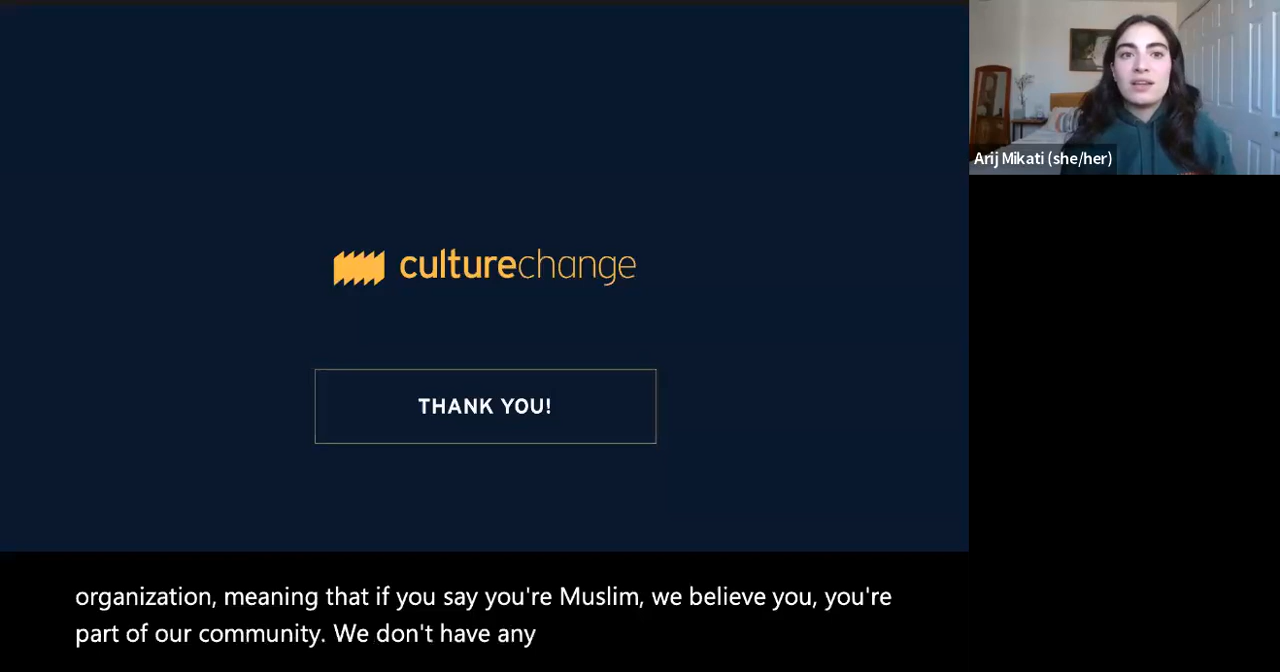 Arij Mikati (she/her)
culturechange
THANK YOU!
organization, meaning that if you say you're Muslim, we believe you, you're
part of our community. We don't have any